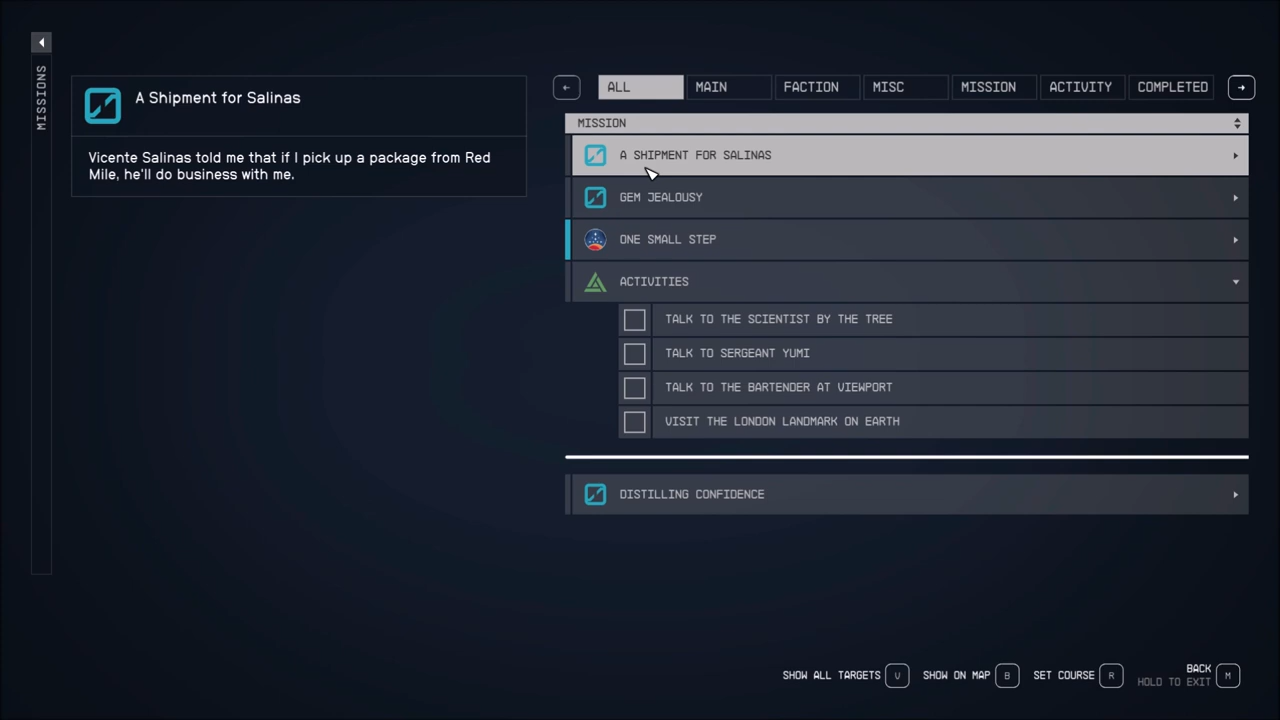 MISSIONS
A Shipment for Salinas
Vicente Salinas told me that if I pick up a package from Red
Mile, he'll do business with me.
ALL
MAIN
FACTION
MISC
MISSION
ACTIVITY
COMPLETED
MISSION
A SHIPMENT FOR SALINAS
GEM JEALOUSY
ONE SMALL STEP
ACTIVITIES
TALK TO THE SCIENTIST BY THE TREE
TALK TO SERGEANT YUMI
TALK TO THE BARTENDER AT VIEWPORT
VISIT THE LONDON LANDMARK ON EARTH
DISTILLING CONFIDENCE
SHOW ALL TARGETS V
SHOW ON MAP B
SET COURSE R
BACK
HOLD TO EXIT M